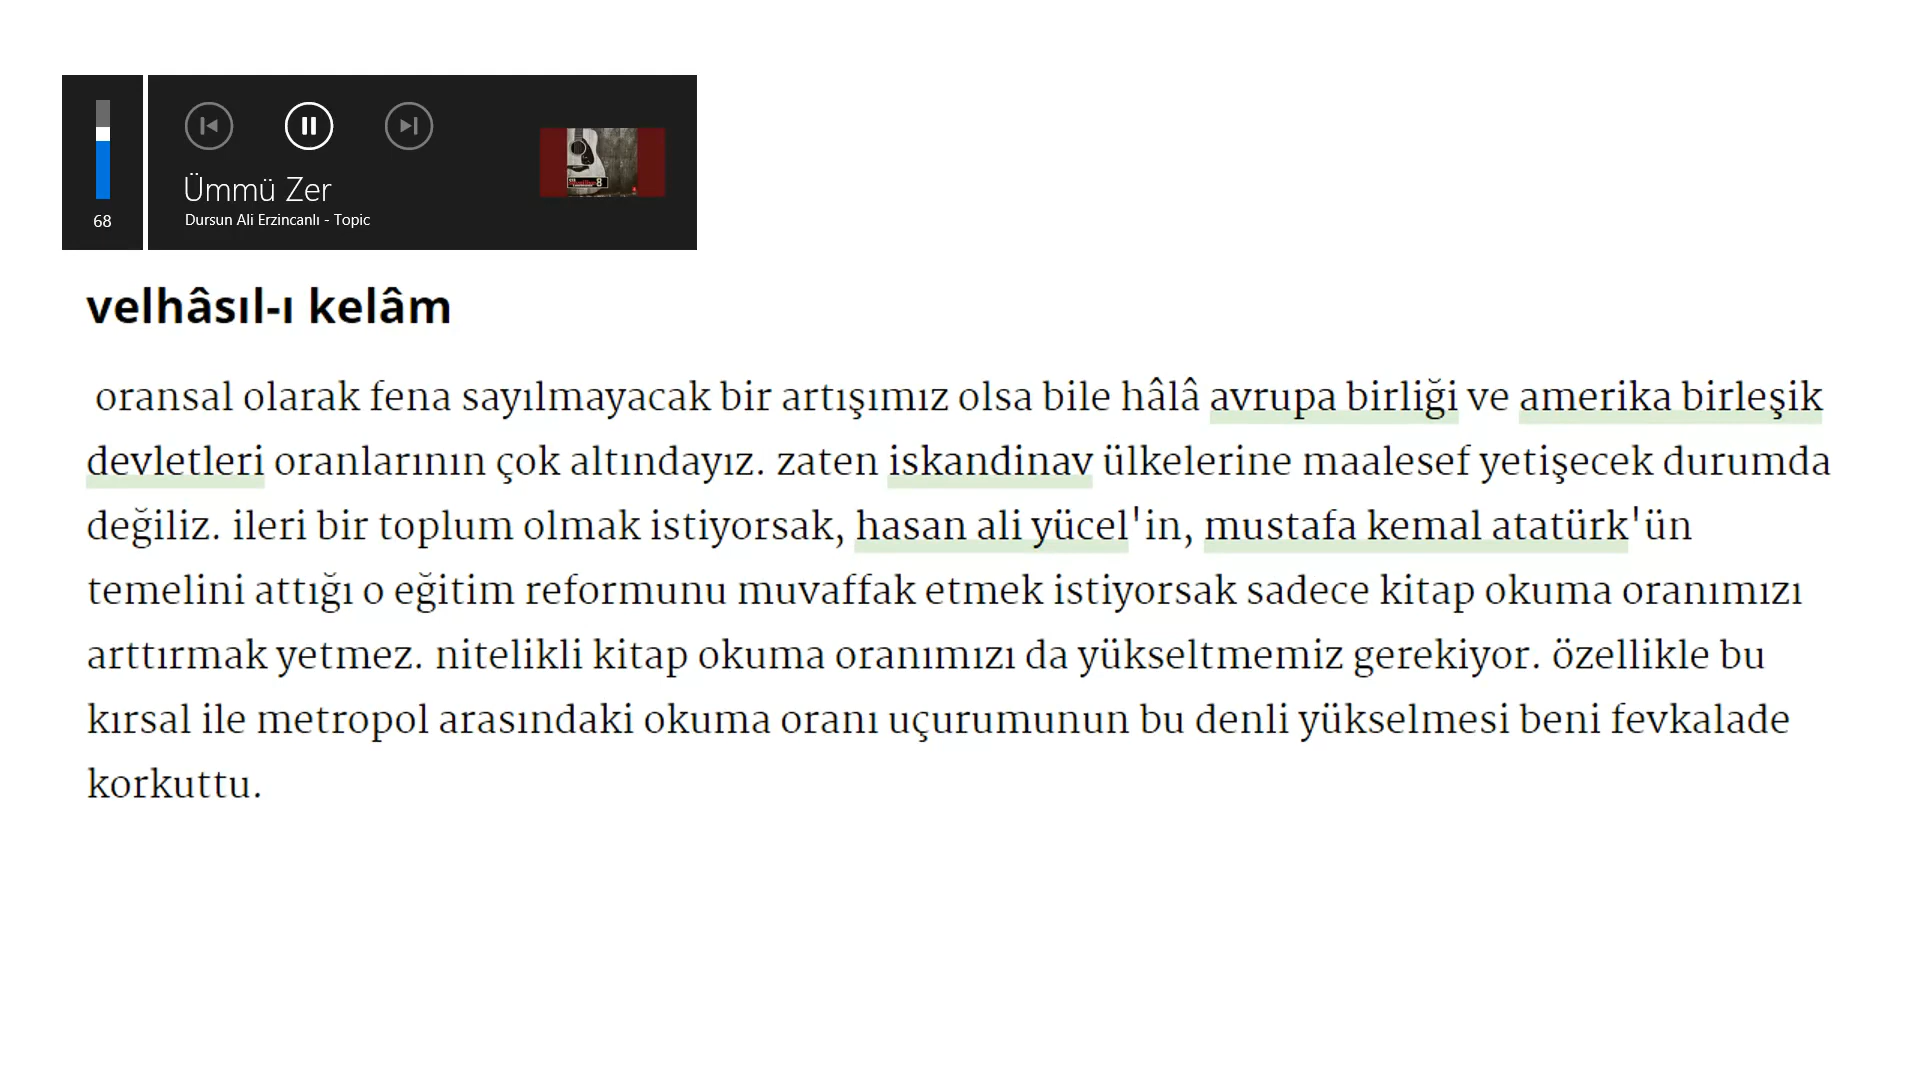 68
Ümmü Zer
Dursun Ali Erzincanlı - Topic
8
velhâsıl-ı kelâm
oransal olarak fena sayılmayacak bir artışımız olsa bile hâlâ avrupa birliği ve amerika birleşik
devletleri oranlarının çok altındayız. zaten iskandinav ülkelerine maalesef yetişecek durumda
değiliz. ileri bir toplum olmak istiyorsak, hasan ali yücel'in, mustafa kemal atatürk'ün
temelini attığı o eğitim reformunu muvaffak etmek istiyorsak sadece kitap okuma oranımızı
arttırmak yetmez. nitelikli kitap okuma oranımızı da yükseltmemiz gerekiyor. özellikle bu
kırsal ile metropol arasındaki okuma oranı uçurumunun bu denli yükselmesi beni fevkalade
korkuttu.